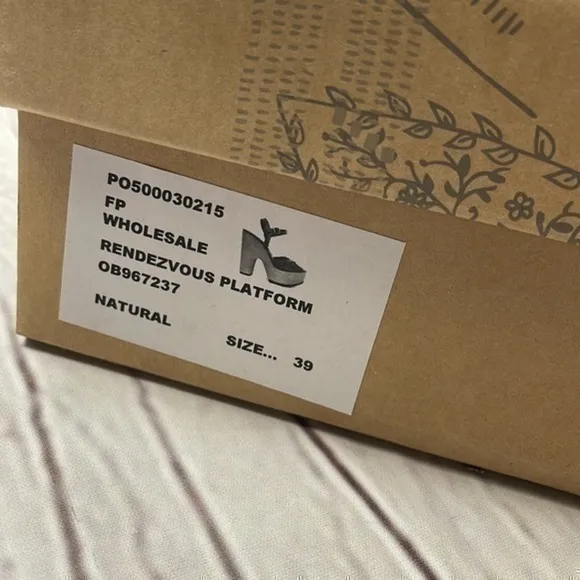 PO500030215
FP
WHOLESALE
RENDEZVOUS PLATFORM
OB967237
NATURAL
SIZE... 39